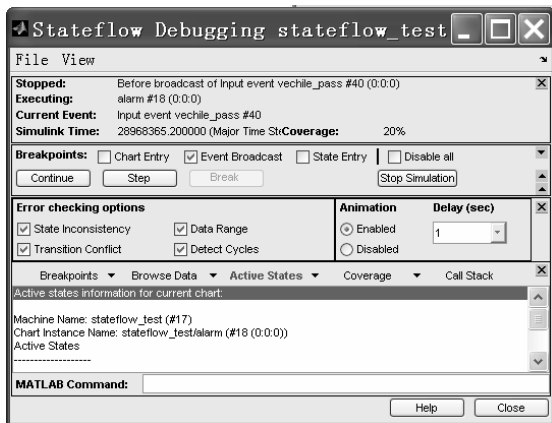 Stateflow Debugging stateflow_test
File View
Stopped: Before broadcast of Input event vechile_pass #40 (0:0:0)
Executing: alarm #18 (0:0:0)
Current Event: Input event vechile_pass #40
Simulink Time: 28968365.200000 (Major Time Ste Coverage: 20%
Breakpoints: Chart Entry Event Broadcast State Entry Disable all
Continue Step Break Stop Simulation
Error checking options Animation Delay (sec)
State Inconsistency Data Range Enabled 1
Transition Conflict Detect Cycles Disabled
Breakpoints Browse Data Active States Coverage Call Stack
Active states information for current chart:
Machine Name: stateflow_test (#17)
Chart Instance Name: stateflow_test/alarm (#18 (0:0:0))
Active States
-------------------
MATLAB Command:
Help Close